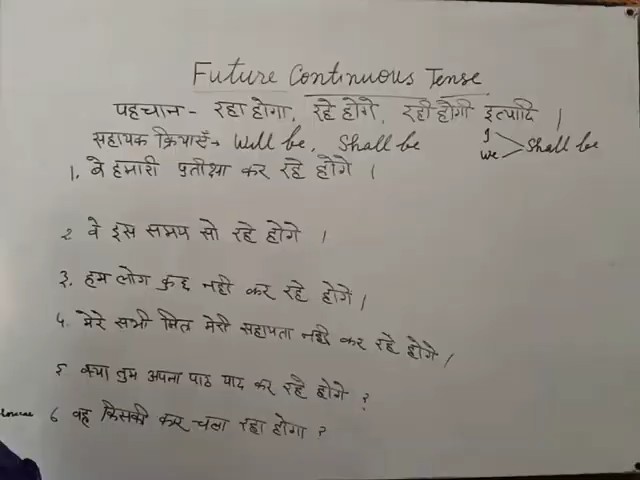 Future Continuous Tense
पहचान - रहा होगा, रहे होगे, रही होगी इत्यादि ।
सहायक क्रियाएँ → Will be, Shall be
I
We > Shall be
1. वे हमारी प्रतीक्षा कर रहे होगे ।
2 वे इस समय सो रहे होगे ।
3. हम लोग कुछ नही कर रहे होगे ।
4. मेरे सभी मित्र मेरी सहायता नही कर रहे होगे ।
5 क्या तुम अपना पाठ याद कर रहे होगे ?
6 वह किसकी कार चला रहा होगा ?